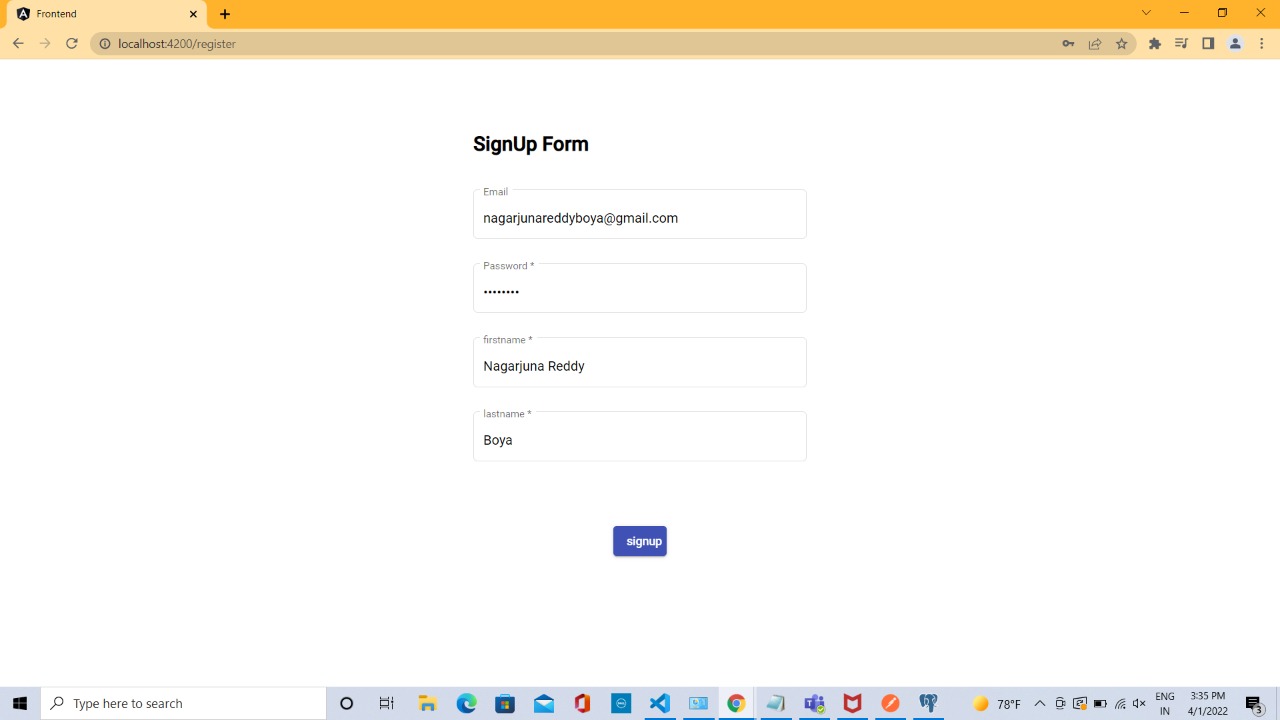 Frontend
localhost:4200/register
SignUp Form
Email
nagarjunareddyboya@gmail.com
Password *
••••••••
firstname *
Nagarjuna Reddy
lastname *
Boya
signup
Type here to search
78°F
ENG
IN
3:35 PM
4/1/2022
3